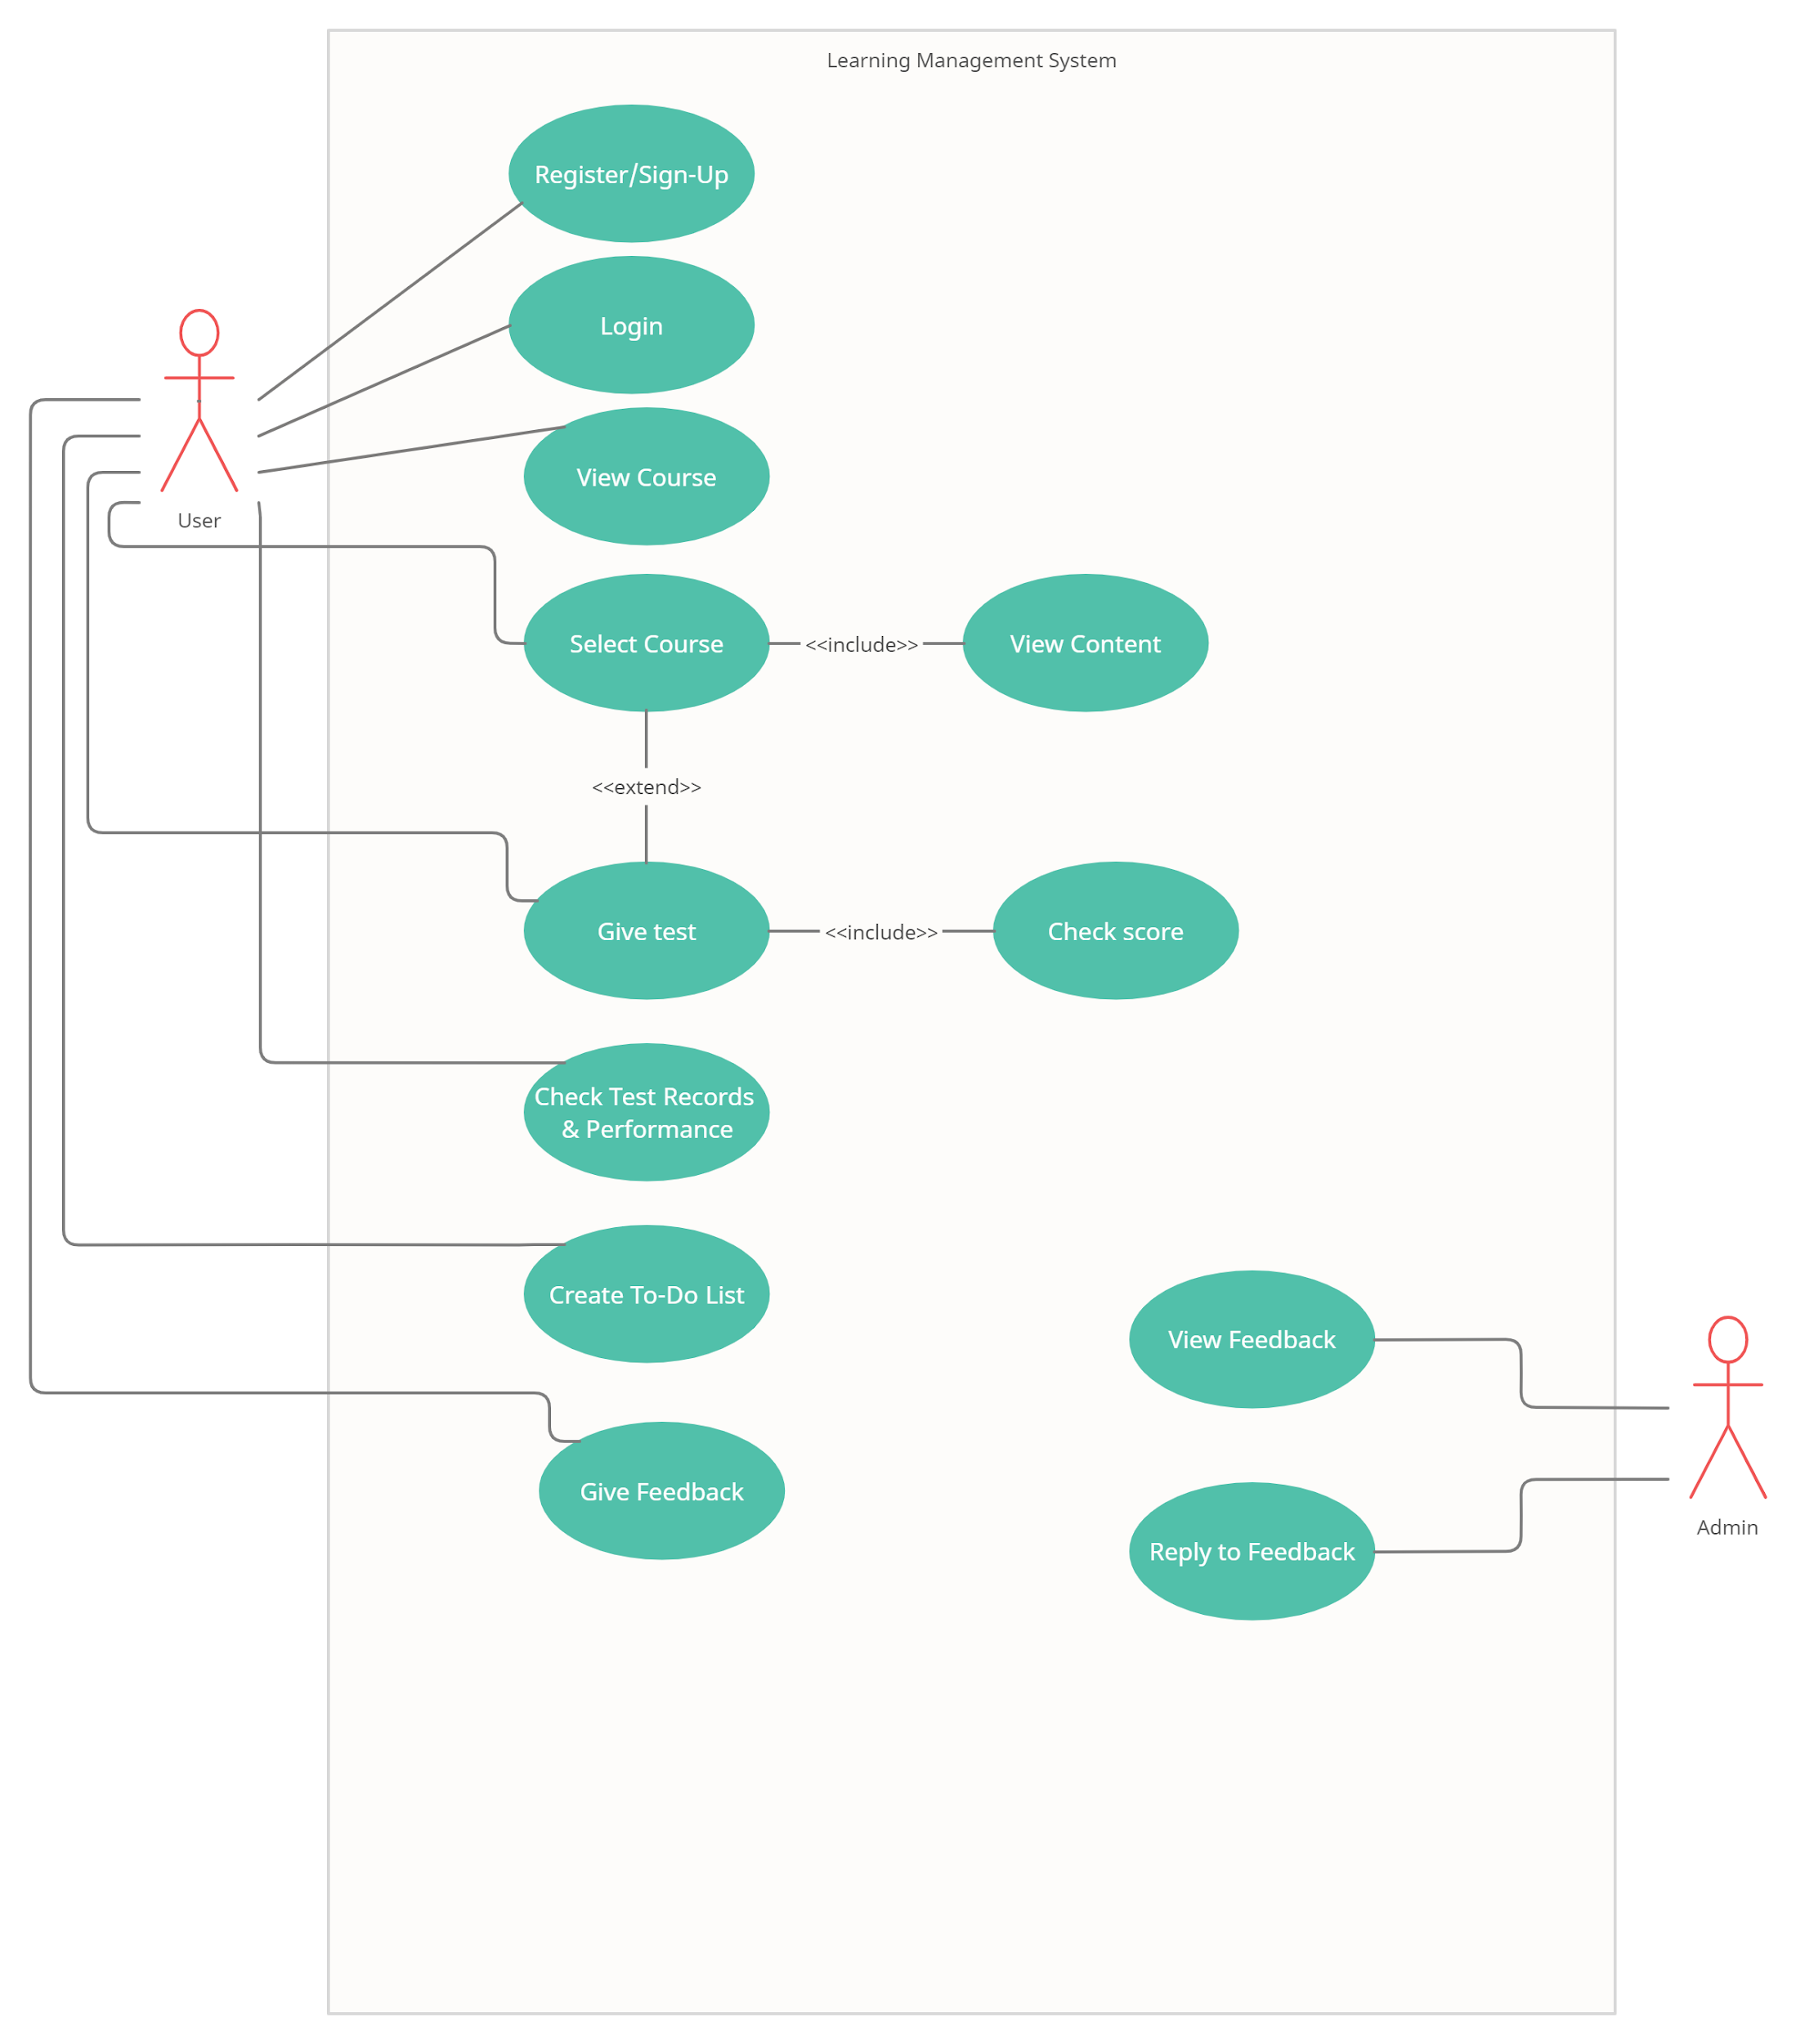 Learning Management System
Register/Sign-Up
Login
View Course
User
Select Course
<<include>>
View Content
<<extend>>
Give test
<<include>>
Check score
Check Test Records
& Performance
Create To-Do List
View Feedback
Give Feedback
Admin
Reply to Feedback